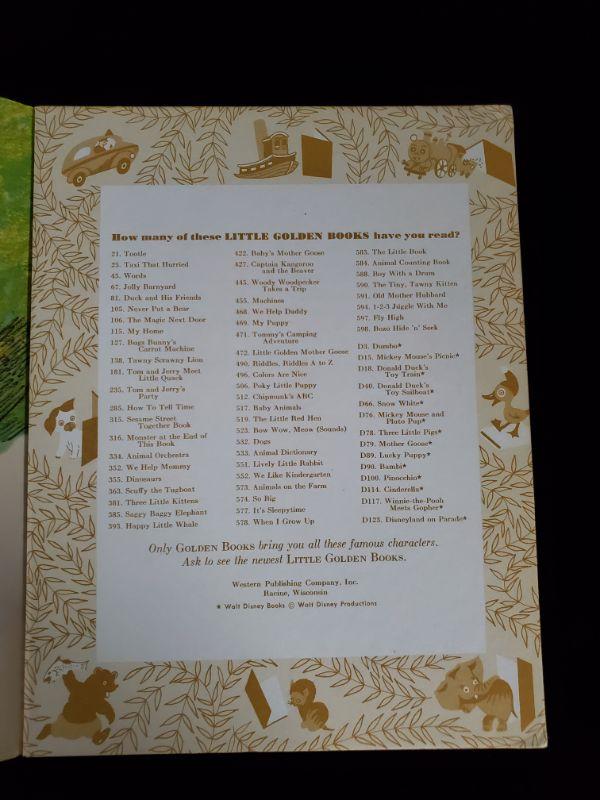 How many of these LITTLE GOLDEN BOOKS have you read?
21. Tootle
25. Taxi That Hurried
45. Words
67. Jolly Barnyard
81. Duck and His Friends
105. Never Pat a Bear
106. The Magic Next Door
115. My Home
127. Bugs Bunny's
Carrot Machine
138. Tawny Scrawny Lion
181. Tom and Jerry Meet
Little Quack
235. Tom and Jerry's
Party
285. How To Tell Time
315. Sesame Street
Together Book
316. Monster at the End of
This Book
334. Animal Orchestra
352. We Help Mommy
355. Dinosaurs
363. Scuffy the Tugboat
381. Three Little Kittens
385. Saggy Baggy Elephant
393. Happy Little Whale
422. Baby's Mother Goose
427. Captain Kangaroo
and the Beaver
445. Woody Woodpecker
Takes a Trip
455. Machines
468. We Help Daddy
469. My Puppy
471. Tommy's Camping
Adventure
472. Little Golden Mother Goose
490. Riddles, Riddles A to Z
496. Colors Are Nice
506. Poky Little Puppy
512. Chipmunk's ABC
517. Baby Animals
519. The Little Red Hen
523. Bow Wow, Meow (Sounds)
532. Dogs
533. Animal Dictionary
551. Lively Little Rabbit
552. We Like Kindergarten
573. Animals on the Farm
574. So Big
577. It's Sleepytime
578. When I Grow Up
583. The Little Book
584. Animal Counting Book
588. Boy With a Drum
590. The Tiny, Tawny Kitten
591. Old Mother Hubbard
594. 1-2-3 Juggle With Me
597. Fly High
598. Bozo Hide 'n' Seek
D3. Dumbo★
D15. Mickey Mouse's Picnic★
D18. Donald Duck's
Toy Train★
D40. Donald Duck's
Toy Sailboat★
D66. Snow White★
D76. Mickey Mouse and
Pluto Pup★
D78. Three Little Pigs★
D79. Mother Goose★
D89. Lucky Puppy★
D90. Bambi★
D100. Pinocchio★
D114. Cinderella★
D117. Winnie-the-Pooh
Meets Gopher★
D123. Disneyland on Parade★
Only GOLDEN BOOKS bring you all these famous characters.
Ask to see the newest LITTLE GOLDEN BOOKS.
Western Publishing Company, Inc.
Racine, Wisconsin
★ Walt Disney Books © Walt Disney Productions